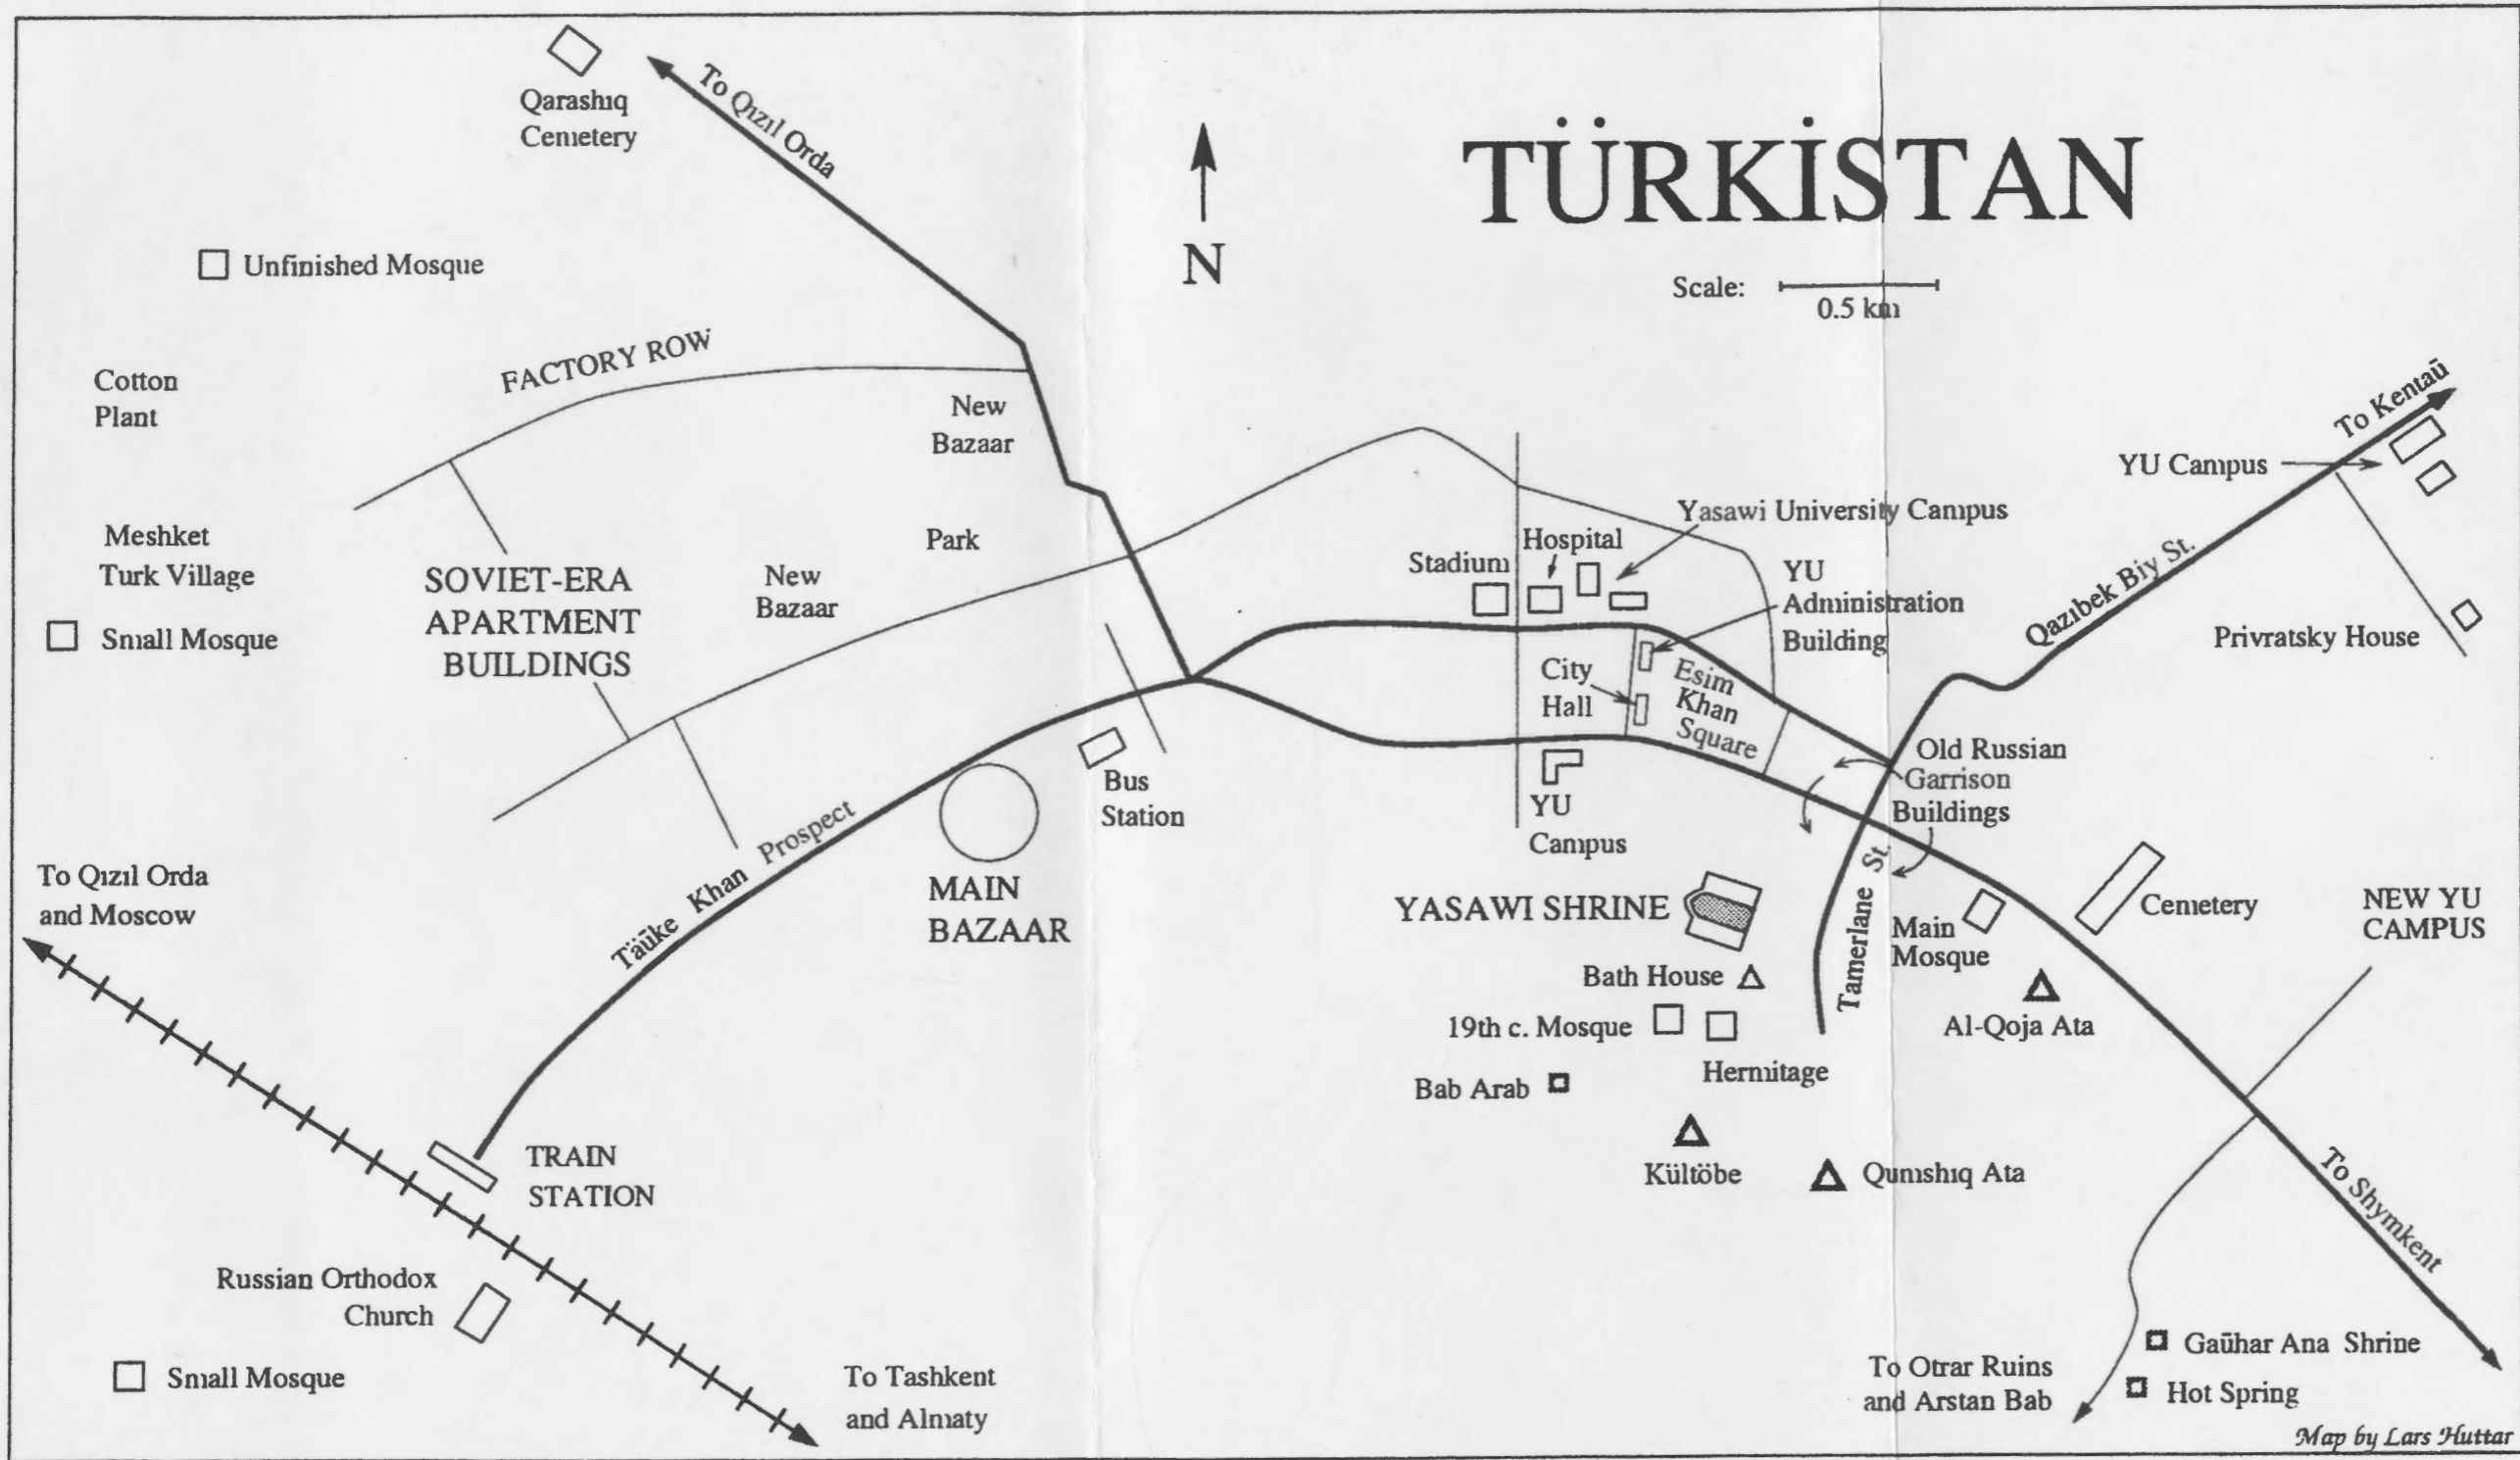 TÜRKİSTAN
N
Scale:
0.5 km
Qarashıq
Cemetery
To Qızıl Orda
Unfinished Mosque
FACTORY ROW
Cotton
Plant
New
Bazaar
Meshket
Turk Village
Small Mosque
SOVIET-ERA
APARTMENT
BUILDINGS
New
Bazaar
Park
To Kentaū
YU Campus
Qazıbek Biy St.
Privratsky House
Yasawi University Campus
Hospital
Stadium
YU
Administration
Building
City
Hall
Esim
Khan
Square
Old Russian
Garrison
Buildings
YU
Campus
Bus
Station
MAIN
BAZAAR
Täūke Khan Prospect
To Qızıl Orda
and Moscow
YASAWI SHRINE
Tamerlane St.
Main
Mosque
Cemetery
NEW YU
CAMPUS
Bath House
19th c. Mosque
Hermitage
Al-Qoja Ata
Bab Arab
Kültöbe
Qumshıq Ata
TRAIN
STATION
To Shymkent
Russian Orthodox
Church
Small Mosque
To Tashkent
and Almaty
To Otrar Ruins
and Arstan Bab
Gaūhar Ana Shrine
Hot Spring
Map by Lars Huttar